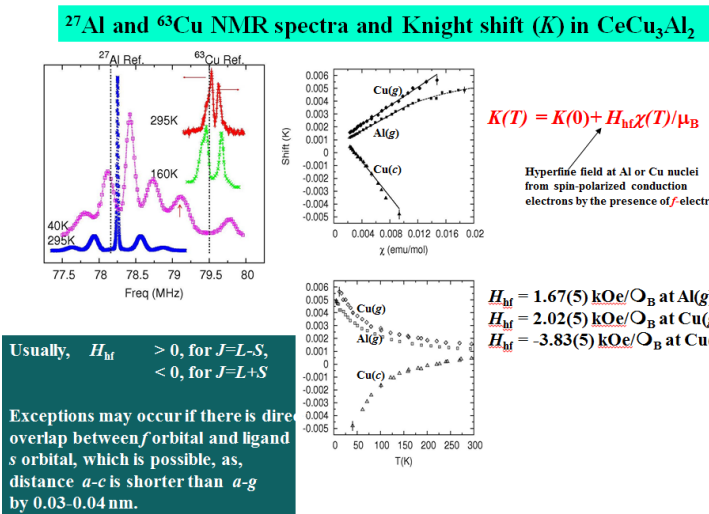 ²⁷Al and ⁶³Cu NMR spectra and Knight shift (K) in CeCu₃Al₂
²⁷Al Ref.
⁶³Cu Ref.
295K
160K
40K
295K
77.5 78 78.5 79 79.5 80
Freq (MHz)
0.006
0.005
0.004
0.003
0.002
0.001
0
-0.001
-0.002
-0.003
-0.004
-0.005
Shift (K)
Cu(g)
Al(g)
Cu(c)
0 0.004 0.008 0.012 0.016 0.02
χ (emu/mol)
K(T) = K(0)+ Hhfχ(T)/μB
Hyperfine field at Al or Cu nuclei
from spin-polarized conduction
electrons by the presence of f-electr
0.006
0.005
0.004
0.003
0.002
0.001
0
-0.001
-0.002
-0.003
-0.004
-0.005
Cu(g)
Al(g)
Cu(c)
0 50 100 150 200 250 300
T(K)
Hhf = 1.67(5) kOe/❍B at Al(g
Hhf = 2.02(5) kOe/❍B at Cu(
Hhf = -3.83(5) kOe/❍B at Cu
Usually, Hhf > 0, for J=L-S,
< 0, for J=L+S
Exceptions may occur if there is direc
overlap between f orbital and ligand
s orbital, which is possible, as,
distance a-c is shorter than a-g
by 0.03-0.04 nm.